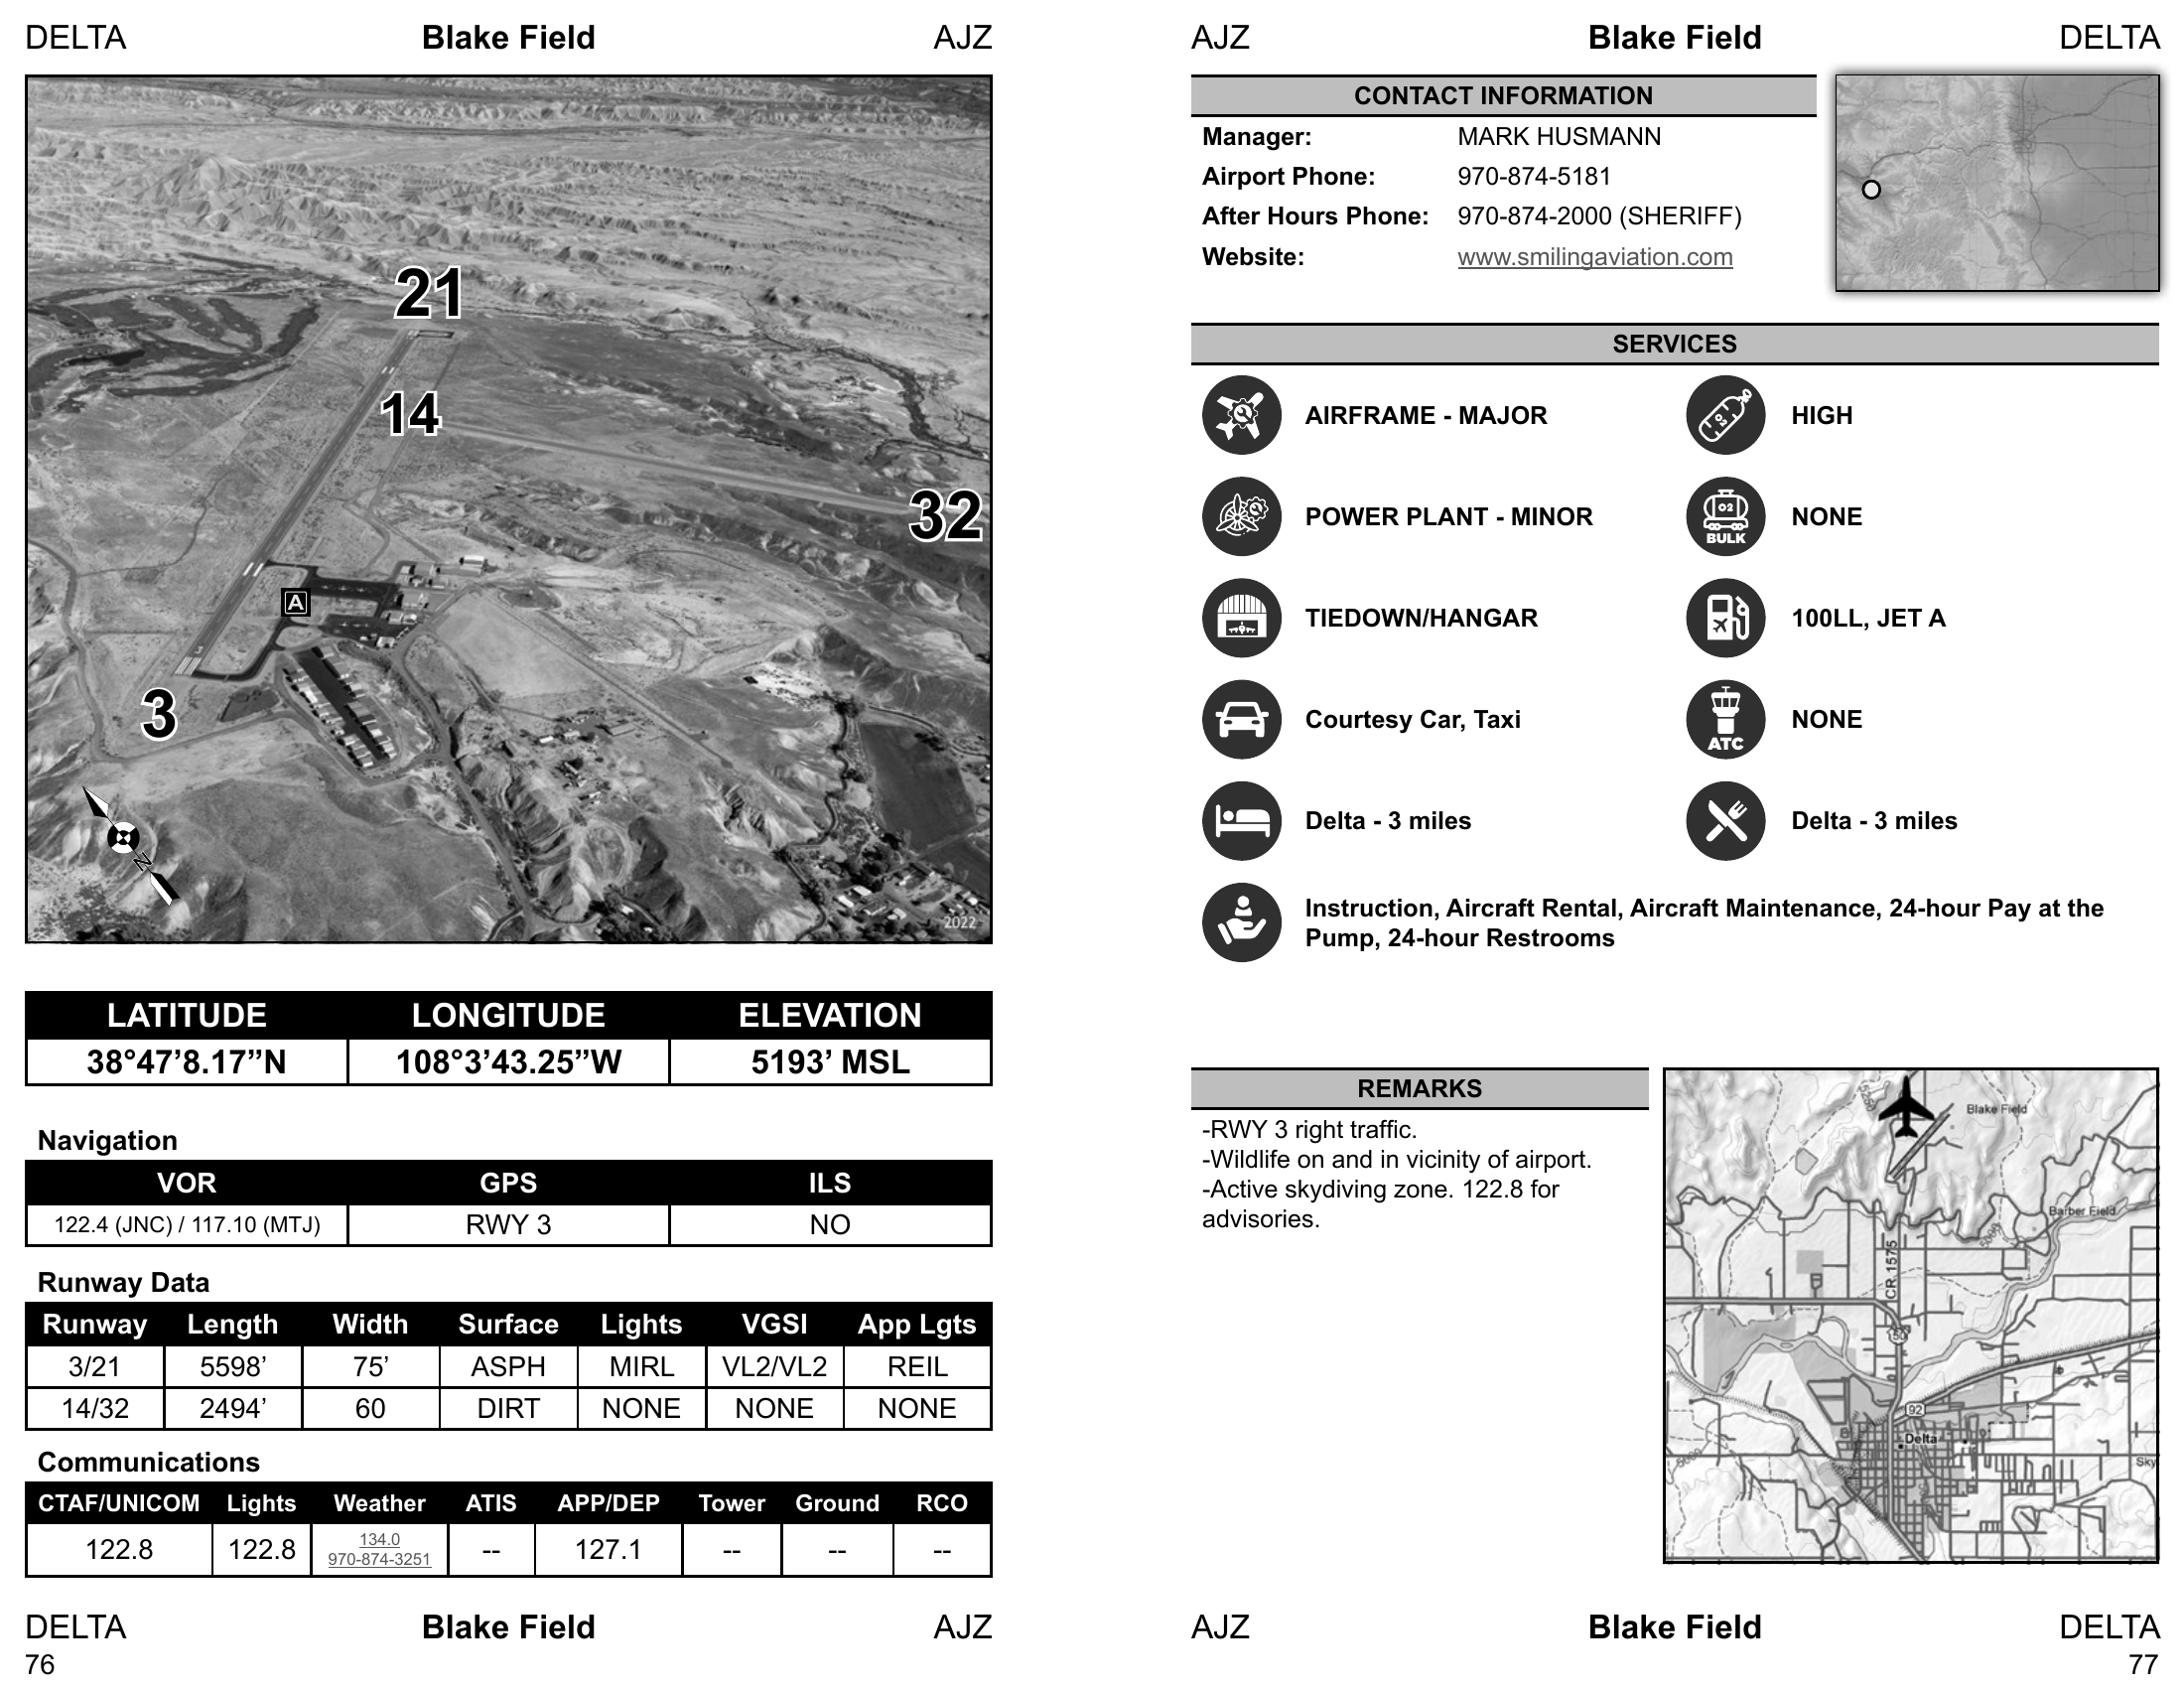 DELTA Blake Field AJZ
21
14
32
A
3
N
2022
LATITUDE LONGITUDE ELEVATION
38°47’8.17”N 108°3’43.25”W 5193’ MSL
Navigation
VOR GPS ILS
122.4 (JNC) / 117.10 (MTJ) RWY 3 NO
Runway Data
Runway Length Width Surface Lights VGSI App Lgts
3/21 5598’ 75’ ASPH MIRL VL2/VL2 REIL
14/32 2494’ 60 DIRT NONE NONE NONE
Communications
CTAF/UNICOM Lights Weather ATIS APP/DEP Tower Ground RCO
122.8 122.8 134.0 970-874-3251 -- 127.1 -- -- --
DELTA Blake Field AJZ
76
AJZ Blake Field DELTA
CONTACT INFORMATION
Manager: MARK HUSMANN
Airport Phone: 970-874-5181
After Hours Phone: 970-874-2000 (SHERIFF)
Website: www.smilingaviation.com
SERVICES
AIRFRAME - MAJOR
O2 HIGH
POWER PLANT - MINOR
O2 BULK NONE
TIEDOWN/HANGAR
100LL, JET A
Courtesy Car, Taxi
ATC NONE
Delta - 3 miles
Delta - 3 miles
Instruction, Aircraft Rental, Aircraft Maintenance, 24-hour Pay at the
Pump, 24-hour Restrooms
REMARKS
-RWY 3 right traffic.
-Wildlife on and in vicinity of airport.
-Active skydiving zone. 122.8 for
advisories.
5250
Blake Field
Barber Field
5000
CR 1575
50
92
Delta
Sky
5000
AJZ Blake Field DELTA
77